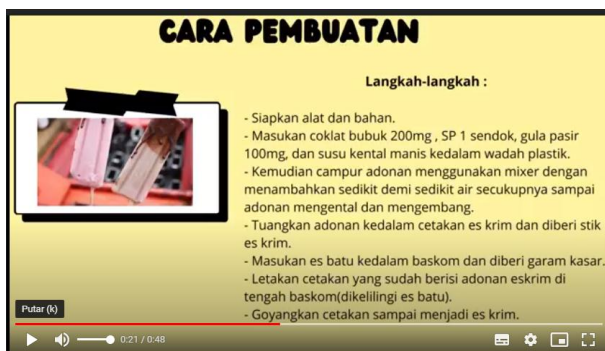 CARA PEMBUATAN
Langkah-langkah :
- Siapkan alat dan bahan.
- Masukan coklat bubuk 200mg , SP 1 sendok, gula pasir
100mg, dan susu kental manis kedalam wadah plastik.
- Kemudian campur adonan menggunakan mixer dengan
menambahkan sedikit demi sedikit air secukupnya sampai
adonan mengental dan mengembang.
- Tuangkan adonan kedalam cetakan es krim dan diberi stik
es krim.
- Masukan es batu kedalam baskom dan diberi garam kasar.
- Letakan cetakan yang sudah berisi adonan eskrim di
tengah baskom(dikelilingi es batu).
- Goyangkan cetakan sampai menjadi es krim.
Putar (k)
0:21 / 0:48